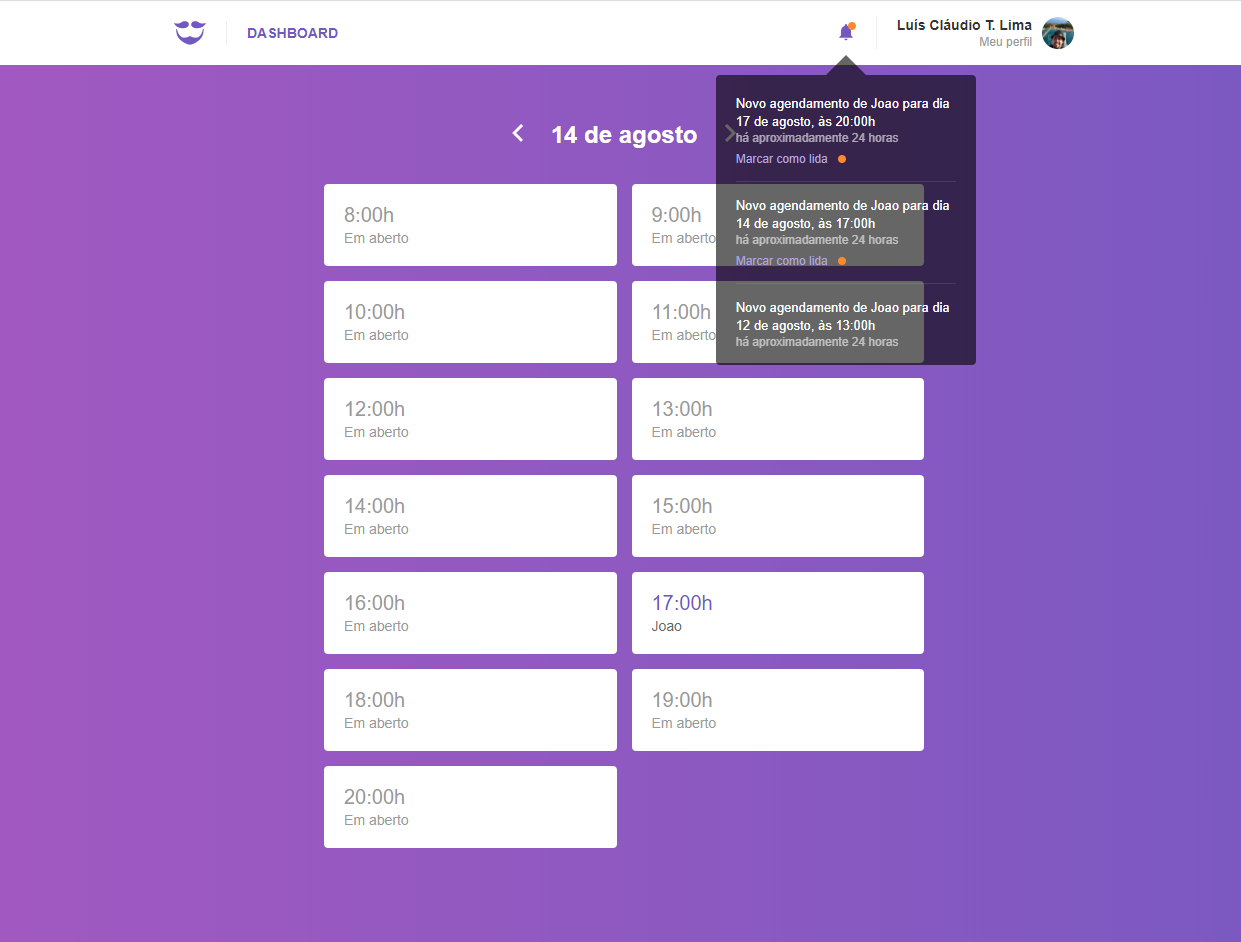 DASHBOARD
Luís Cláudio T. Lima
Meu perfil
14 de agosto
Novo agendamento de Joao para dia
17 de agosto, às 20:00h
há aproximadamente 24 horas
Marcar como lida
Novo agendamento de Joao para dia
14 de agosto, às 17:00h
há aproximadamente 24 horas
Marcar como lida
Novo agendamento de Joao para dia
12 de agosto, às 13:00h
há aproximadamente 24 horas
8:00h
Em aberto
9:00h
Em aberto
10:00h
Em aberto
11:00h
Em aberto
12:00h
Em aberto
13:00h
Em aberto
14:00h
Em aberto
15:00h
Em aberto
16:00h
Em aberto
17:00h
Joao
18:00h
Em aberto
19:00h
Em aberto
20:00h
Em aberto